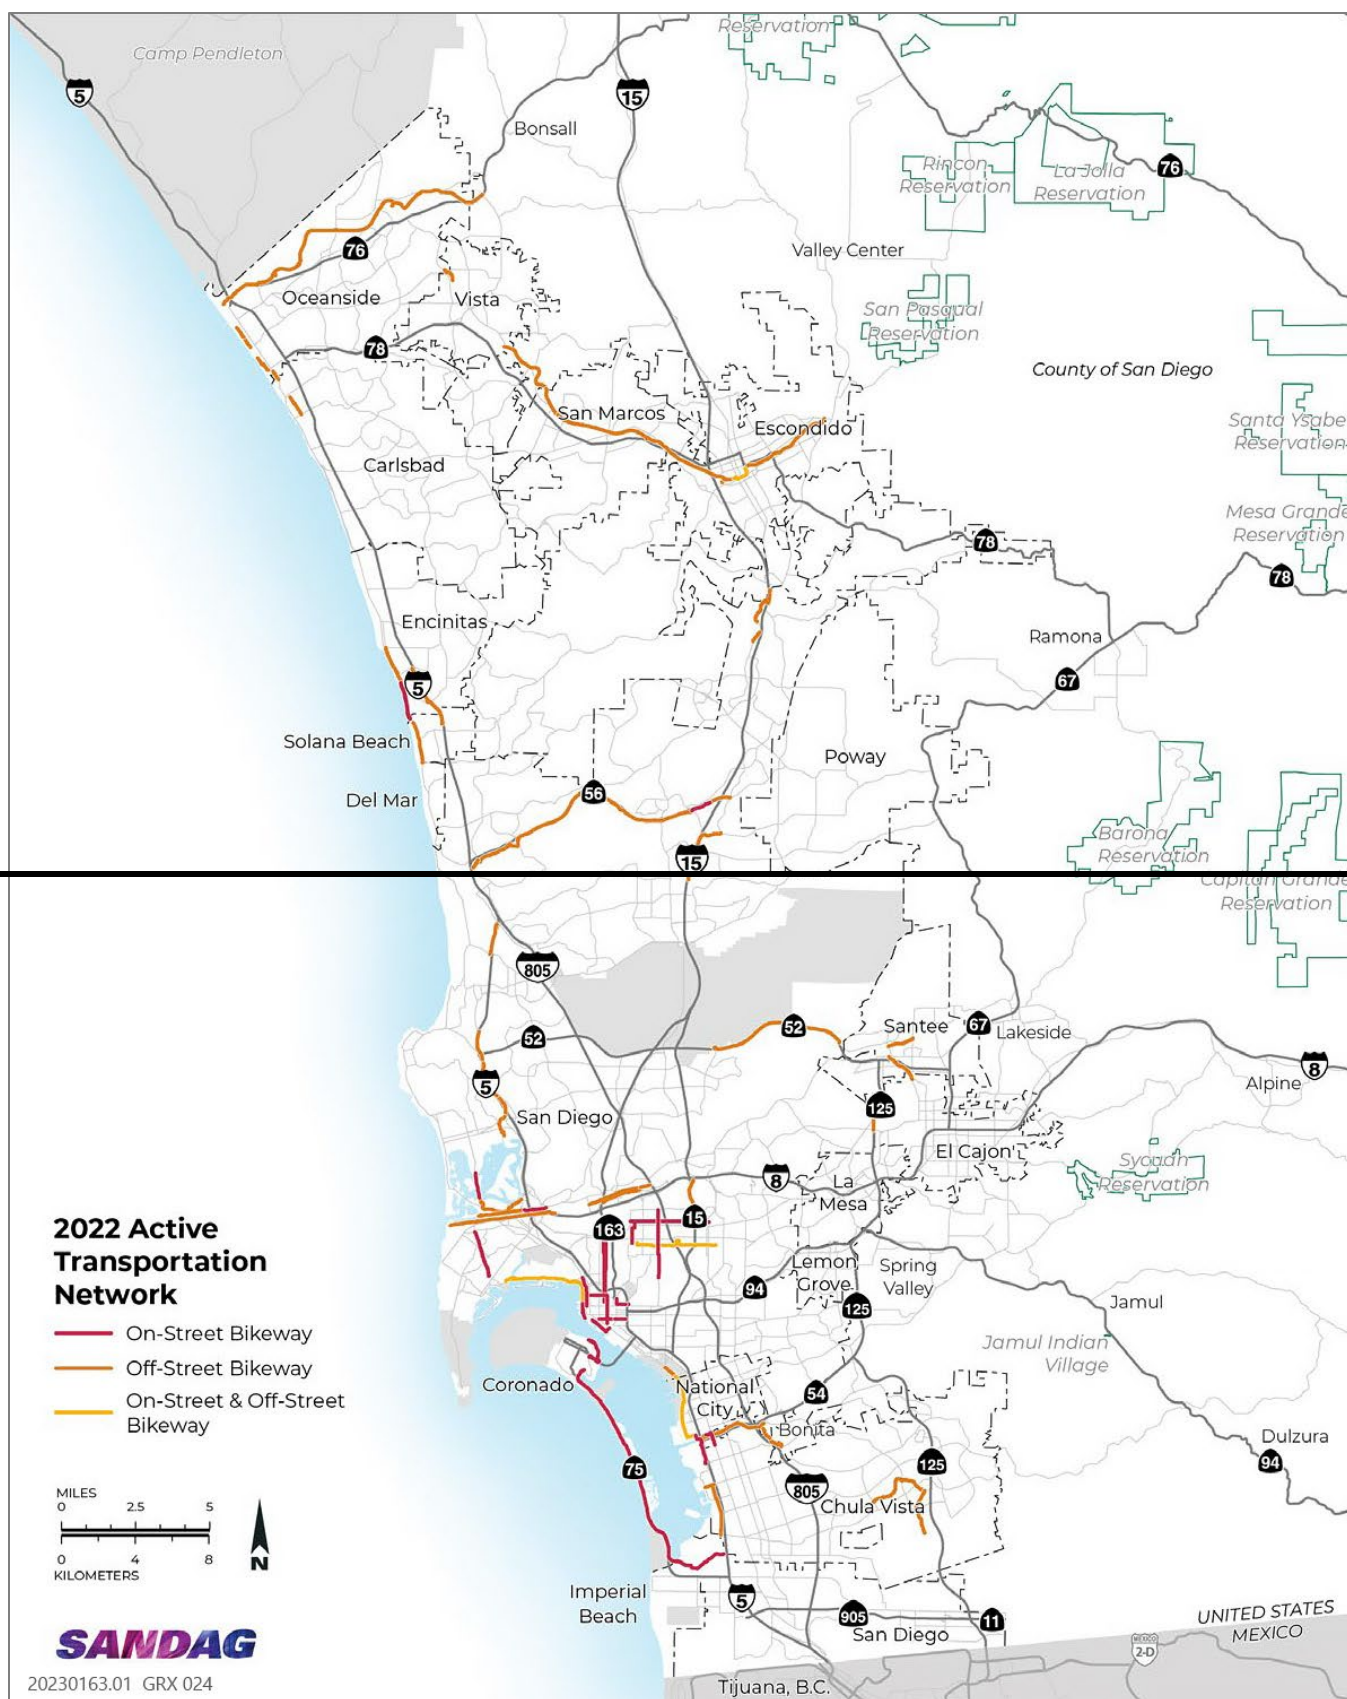 Reservation
Camp Pendleton
5
15
Bonsall
Rincon
Reservation
La Jolla
Reservation
76
76
Valley Center
Oceanside
Vista
San Pasqual
Reservation
78
County of San Diego
San Marcos
Escondido
Santa Ysabe
Reservation
Carlsbad
Mesa Grande
Reservation
78
78
Encinitas
Ramona
67
5
Solana Beach
Poway
Del Mar
56
Barona
Reservation
15
Capitan Grande
Reservation
805
52
52
Santee
67
Lakeside
5
8
Alpine
San Diego
125
El Cajon
Sycuan
Reservation
8
La
Mesa
2022 Active
Transportation
Network
On-Street Bikeway
Off-Street Bikeway
On-Street & Off-Street
Bikeway
163
15
Lemon
Grove
Spring
Valley
94
125
Jamul
Jamul Indian
Village
Coronado
National
City
54
Bonita
Dulzura
94
75
125
805
Chula Vista
MILES
0 2.5 5
0 4 8
KILOMETERS
N
Imperial
Beach
5
905
11
San Diego
UNITED STATES
MEXICO
MEXICO
2-D
SANDAG
20230163.01 GRX 024
Tijuana, B.C.